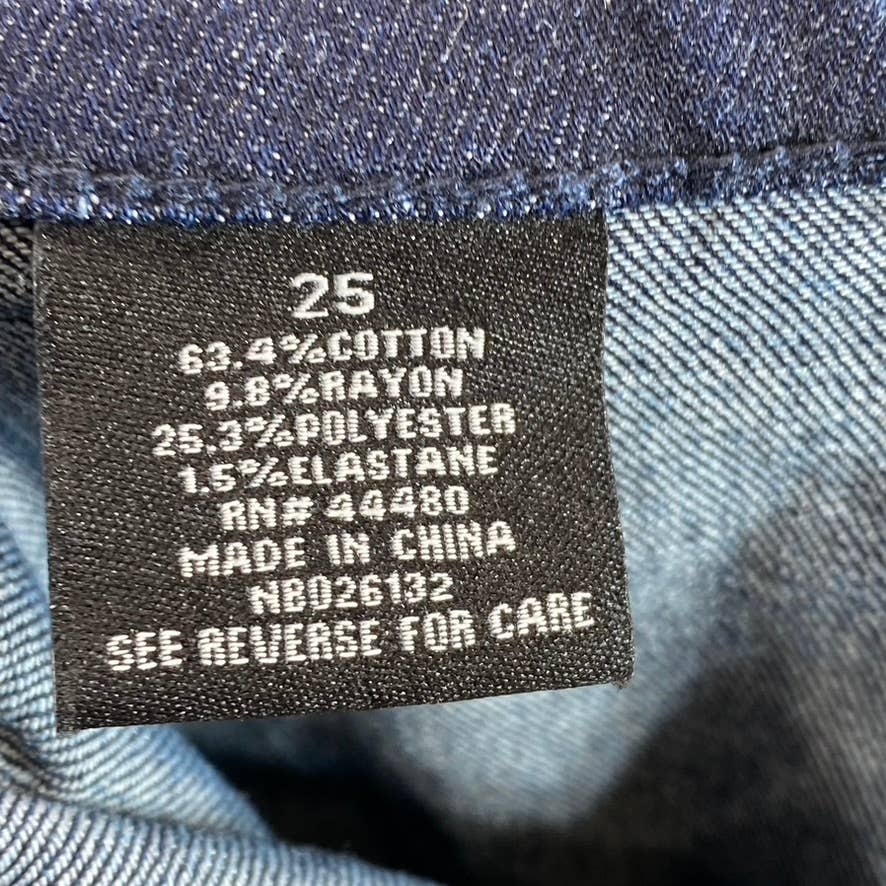 25
63.4%COTTON
9.8%RAYON
25.3%POLYESTER
1.5%ELASTANE
RN# 44480
MADE IN CHINA
NB026132
SEE REVERSE FOR CARE